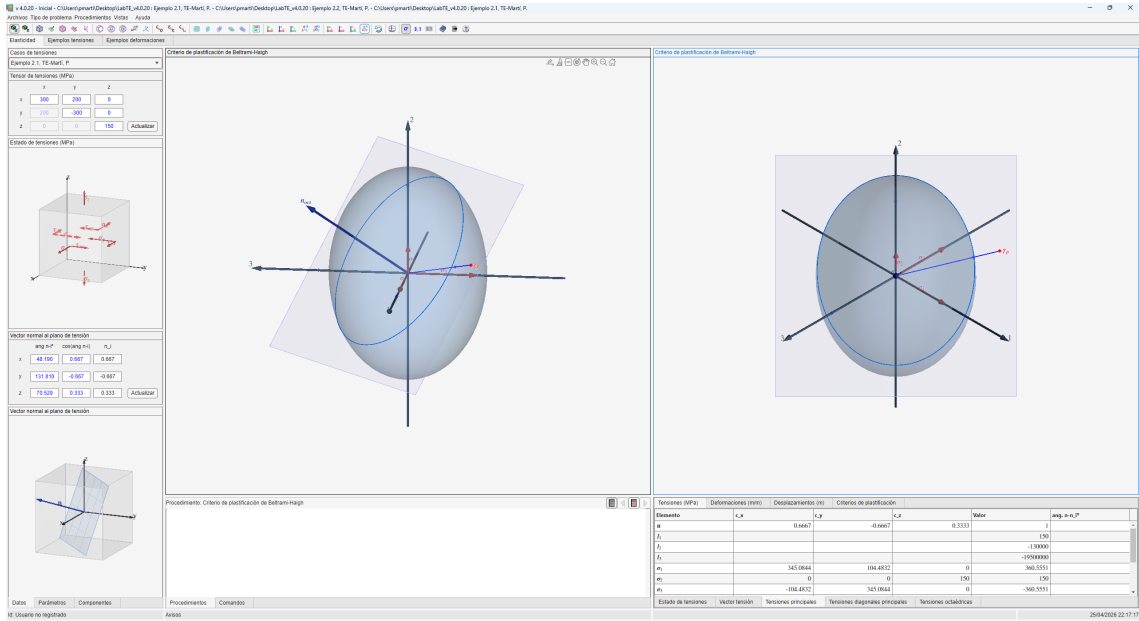 v 4.0.20 - Inicial - C:\Users\pmarti\Desktop\LabTE_v4.0.20 : Ejemplo 2.1, TE-Martí, P. - C:\Users\pmarti\Desktop\LabTE_v4.0.20 : Ejemplo 2.2, TE-Martí, P. - C:\Users\pmarti\Desktop\LabTE_v4.0.20 : Ejemplo 2.1, TE-Martí, P.
Archivos Tipo de problema Procedimientos Vistas Ayuda
Elasticidad Ejemplos tensiones Ejemplos deformaciones
Casos de tensiones
Ejemplo 2.1, TE-Martí, P.
Tensor de tensiones (MPa)
x y z
x 300 200 0
y 200 -300 0
z 0 0 150 Actualizar
Estado de tensiones (MPa)
z
x
y
Vector normal al plano de tensión
ang n-iº cos(ang n-i) n_i
x 48.190 0.667 0.667
y 131.810 -0.667 -0.667
z 70.529 0.333 0.333 Actualizar
Vector normal al plano de tensión
z
n
x
y
Datos Parámetros Componentes
Id: Usuario no registrado
Criterio de plastificación de Beltrami-Haigh
2
3
Procedimiento: Criterio de plastificación de Beltrami-Haigh
Procedimientos Comandos
Avisos
Criterio de plastificación de Beltrami-Haigh
2
3
1
Tensiones (MPa) Deformaciones (m/m) Desplazamientos (m) Criterios de plastificación
Elemento c_x c_y c_z Valor ang. n-n_iº
n 0.6667 -0.6667 0.3333 1
I₁ 150
I₂ -130000
I₃ -19500000
σ₁ 345.0844 104.4832 0 360.5551
σ₂ 0 0 150 150
σ₃ -104.4832 345.0844 0 -360.5551
Estado de tensiones Vector tensión Tensiones principales Tensiones diagonales principales Tensiones octaédricas
25/04/2026 22:17:17